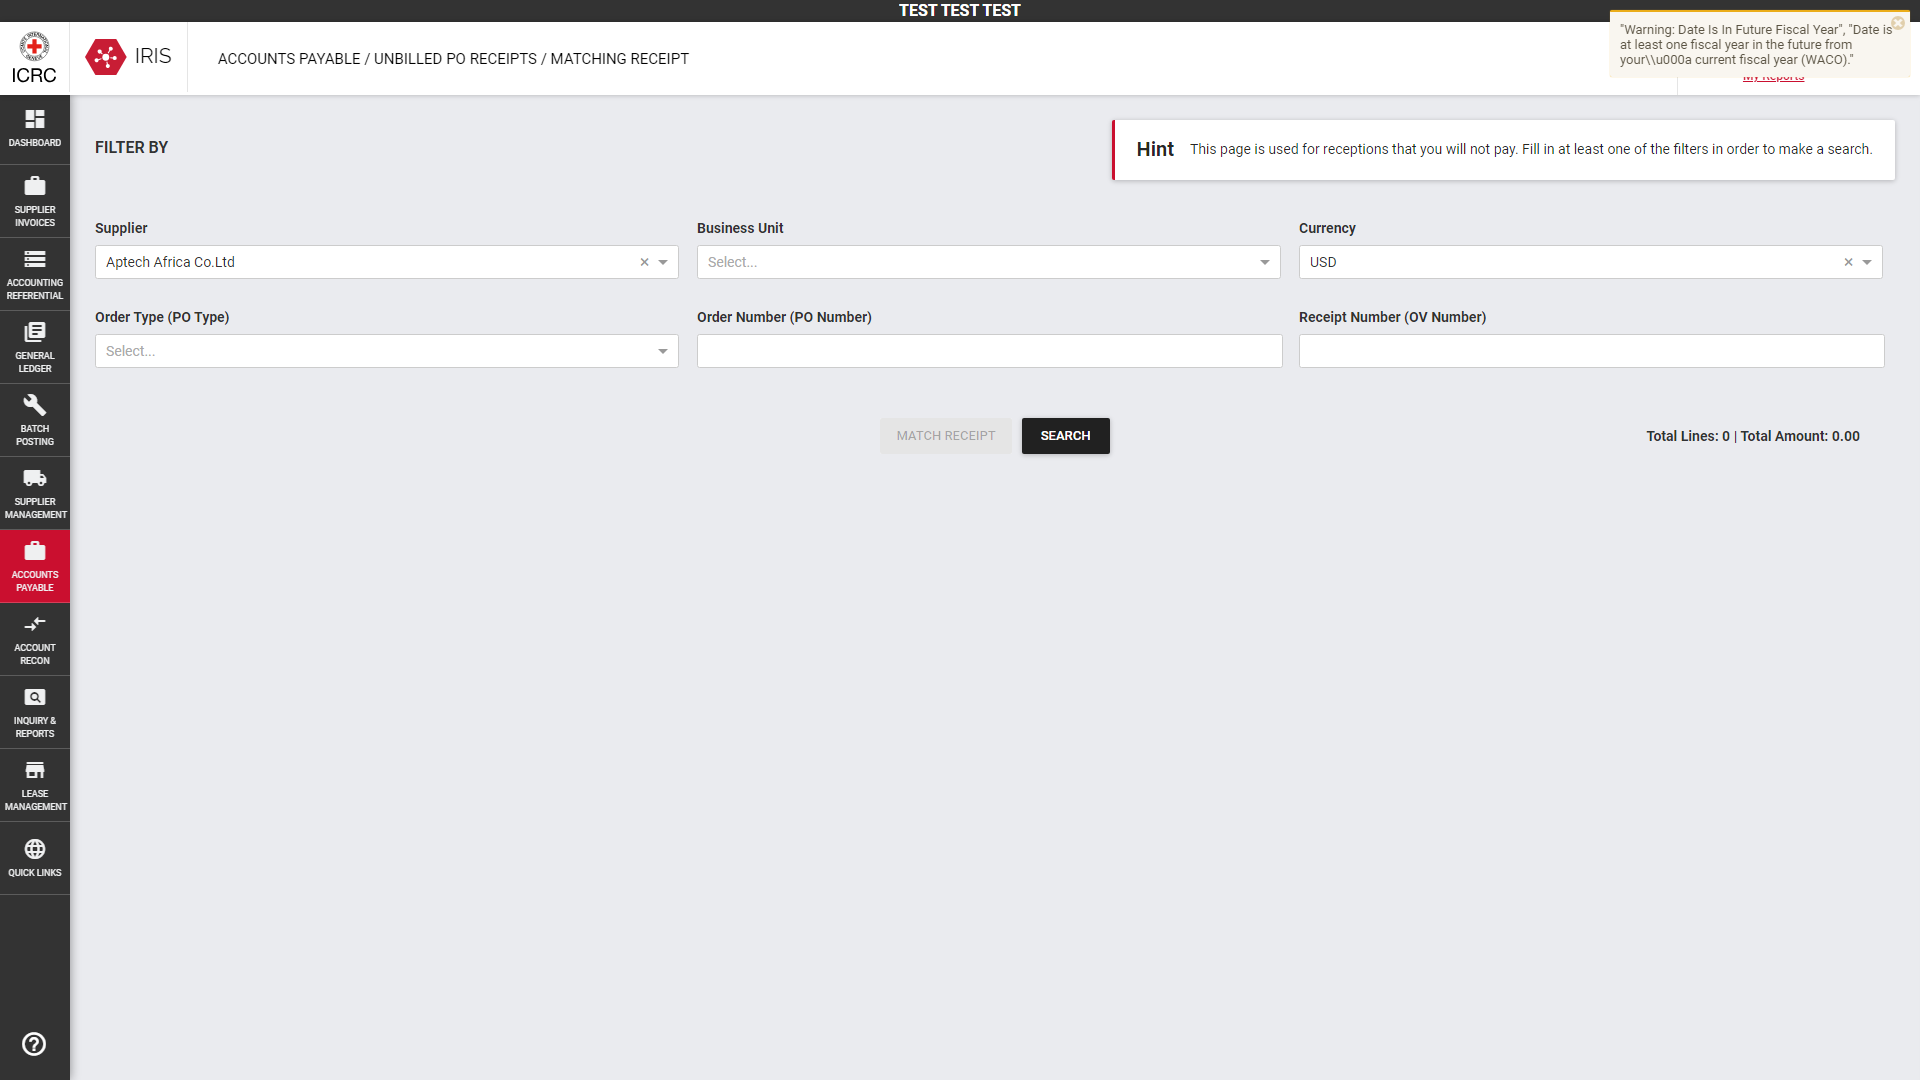 TEST TEST TEST
ICRC
IRIS
ACCOUNTS PAYABLE / UNBILLED PO RECEIPTS / MATCHING RECEIPT
"Warning: Date Is In Future Fiscal Year", "Date is
at least one fiscal year in the future from
your\\u000a current fiscal year (WACO)."
My Reports
DASHBOARD
SUPPLIER
INVOICES
ACCOUNTING
REFERENTIAL
GENERAL
LEDGER
BATCH
POSTING
SUPPLIER
MANAGEMENT
ACCOUNTS
PAYABLE
ACCOUNT
RECON
INQUIRY &
REPORTS
LEASE
MANAGEMENT
QUICK LINKS
FILTER BY
Hint This page is used for receptions that you will not pay. Fill in at least one of the filters in order to make a search.
Supplier
Aptech Africa Co.Ltd
Business Unit
Select...
Currency
USD
Order Type (PO Type)
Select...
Order Number (PO Number)
Receipt Number (OV Number)
MATCH RECEIPT
SEARCH
Total Lines: 0 | Total Amount: 0.00